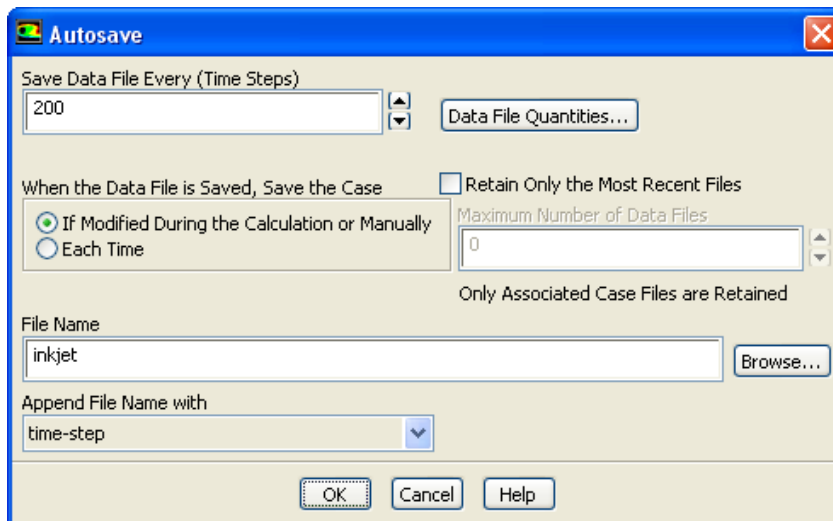 Autosave
Save Data File Every (Time Steps)
200
Data File Quantities...
When the Data File is Saved, Save the Case
If Modified During the Calculation or Manually
Each Time
Retain Only the Most Recent Files
Maximum Number of Data Files
0
Only Associated Case Files are Retained
File Name
inkjet
Browse...
Append File Name with
time-step
OK Cancel Help